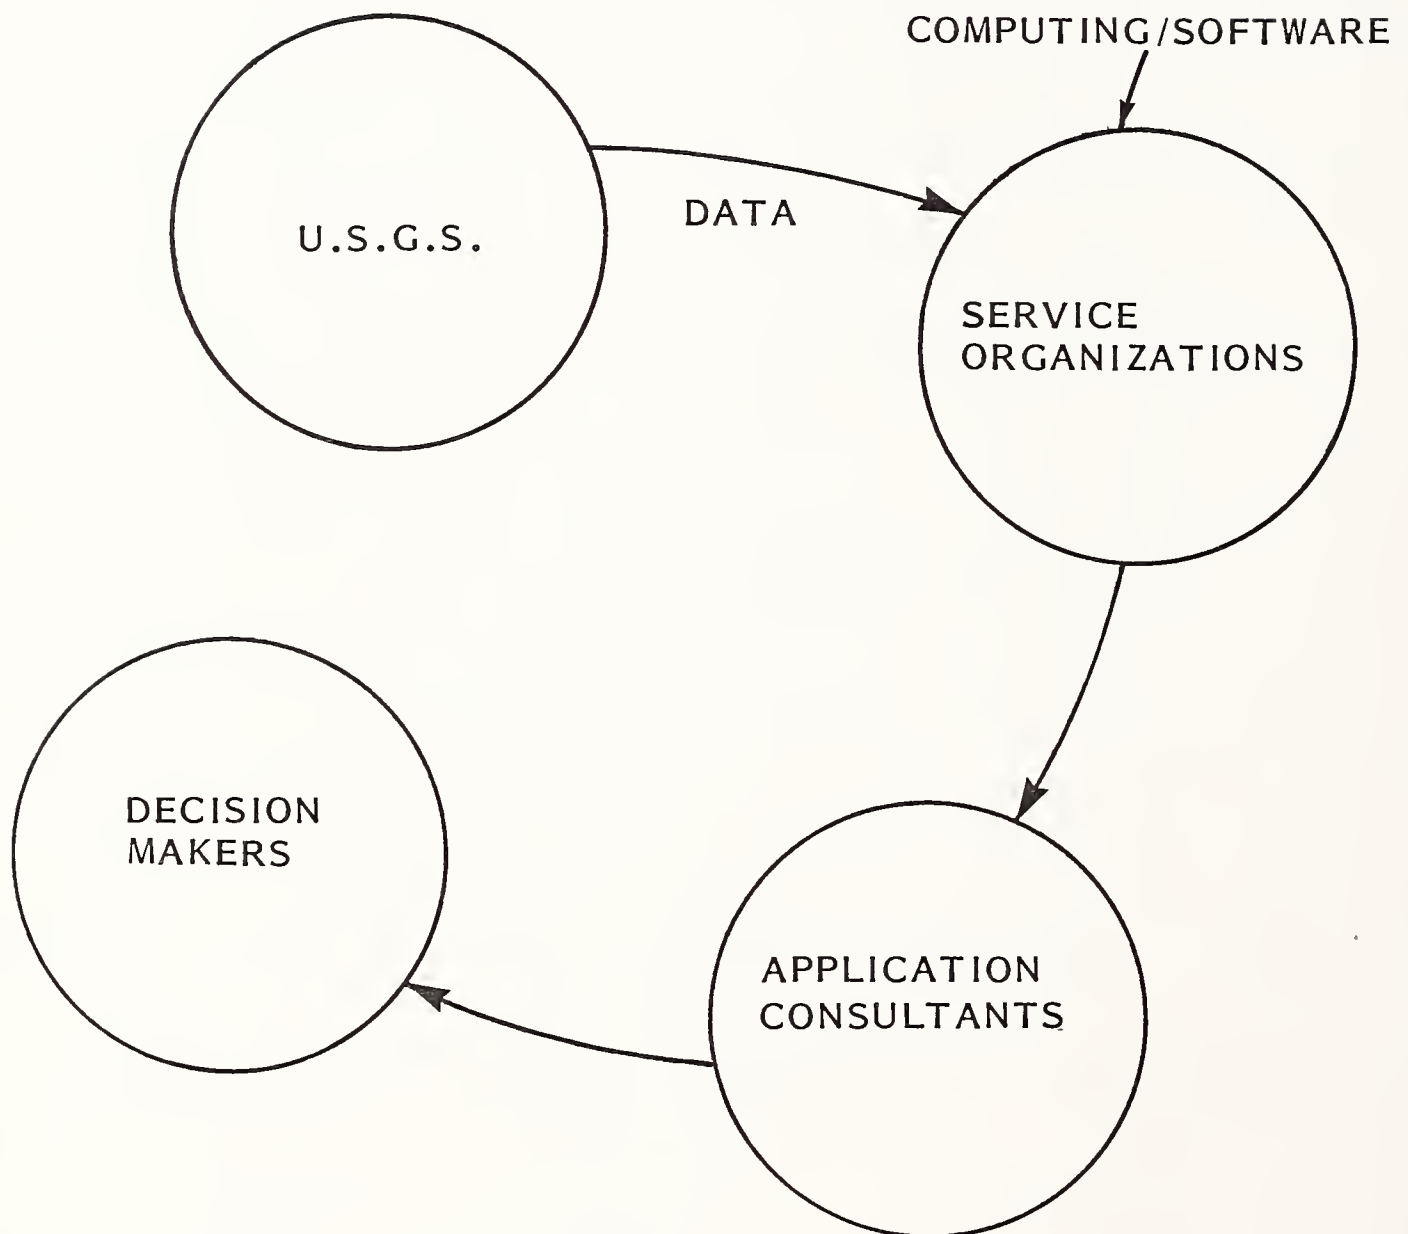 COMPUTING/SOFTWARE
U.S.G.S.
DATA
SERVICE
ORGANIZATIONS
DECISION
MAKERS
APPLICATION
CONSULTANTS